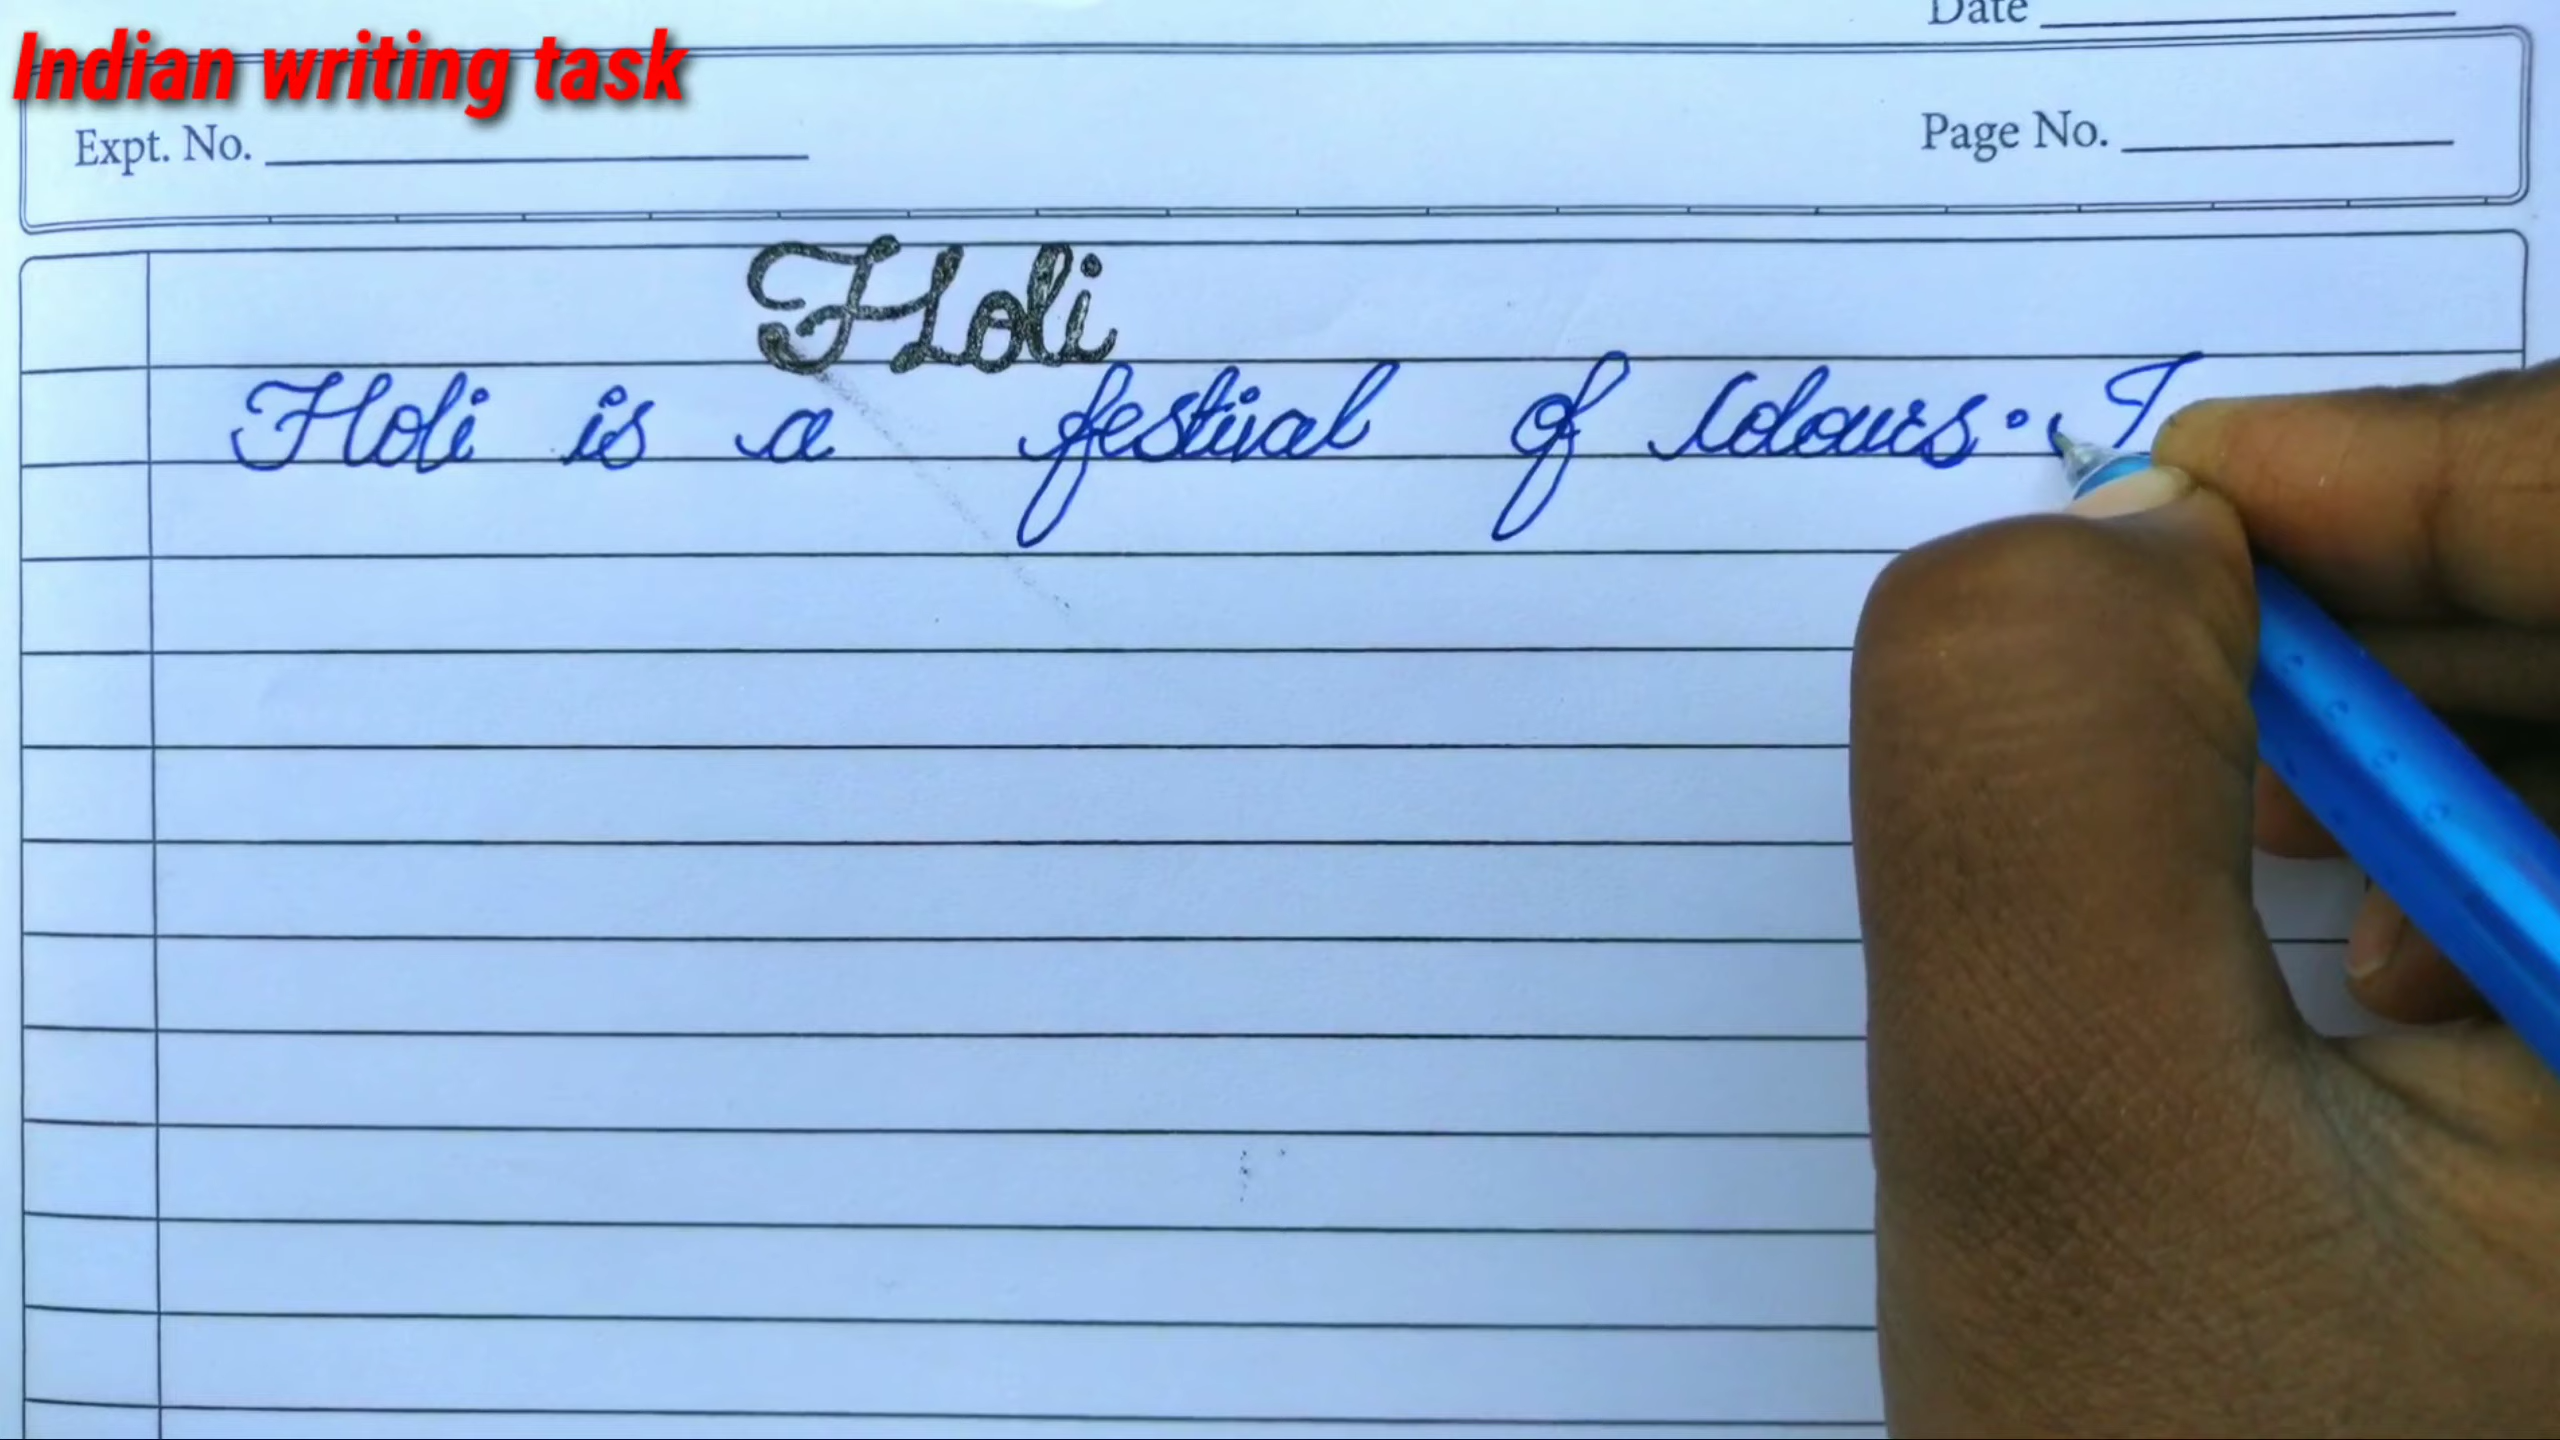 Indian writing task
Date
Expt. No.
Page No.
Holi
Holi is a festival of Colours. I